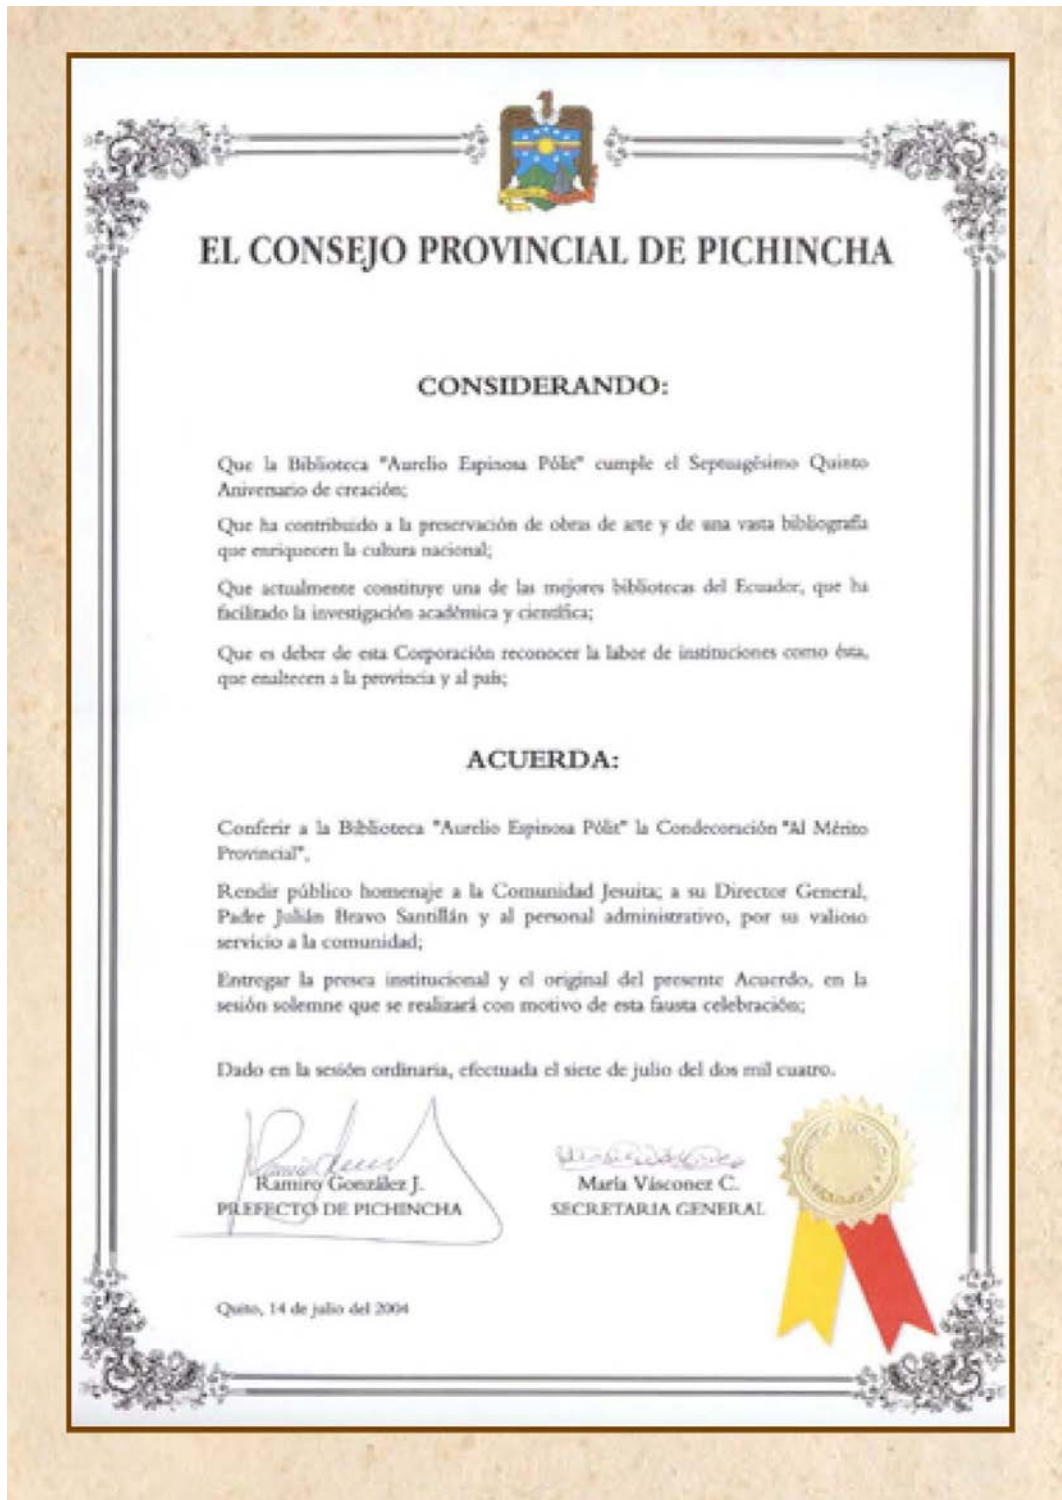 EL CONSEJO PROVINCIAL DE PICHINCHA
CONSIDERANDO:
Que la Biblioteca "Aurelio Espinosa Pólit" cumple el Septuagésimo Quinto
Aniversario de creación;
Que ha contribuido a la preservación de obras de arte y de una vasta bibliografía
que enriquecen la cultura nacional;
Que actualmente constituye una de las mejores bibliotecas del Ecuador, que ha
facilitado la investigación académica y científica;
Que es deber de esta Corporación reconocer la labor de instituciones como ésta,
que enaltecen a la provincia y al país;
ACUERDA:
Conferir a la Biblioteca "Aurelio Espinosa Pólit" la Condecoración "Al Mérito
Provincial",
Rendir público homenaje a la Comunidad Jesuita; a su Director General,
Padre Julián Bravo Santillán y al personal administrativo, por su valioso
servicio a la comunidad;
Entregar la presea institucional y el original del presente Acuerdo, en la
sesión solemne que se realizará con motivo de esta fausta celebración;
Dado en la sesión ordinaria, efectuada el siete de julio del dos mil cuatro.
Ramiro González J.
PREFECTO DE PICHINCHA
María Vásconez C.
SECRETARIA GENERAL
Quito, 14 de julio del 2004